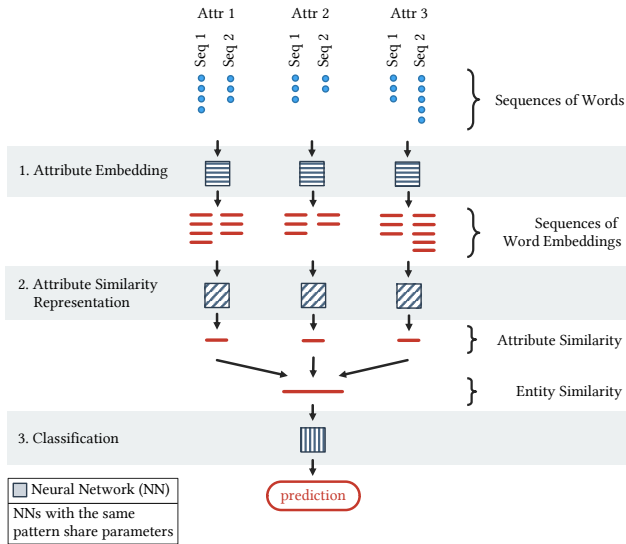 Attr 1 Attr 2 Attr 3
Seq 1 Seq 2 Seq 1 Seq 2 Seq 1 Seq 2
Sequences of Words
1. Attribute Embedding
Sequences of
Word Embeddings
2. Attribute Similarity
Representation
Attribute Similarity
Entity Similarity
3. Classification
prediction
Neural Network (NN)
NNs with the same
pattern share parameters